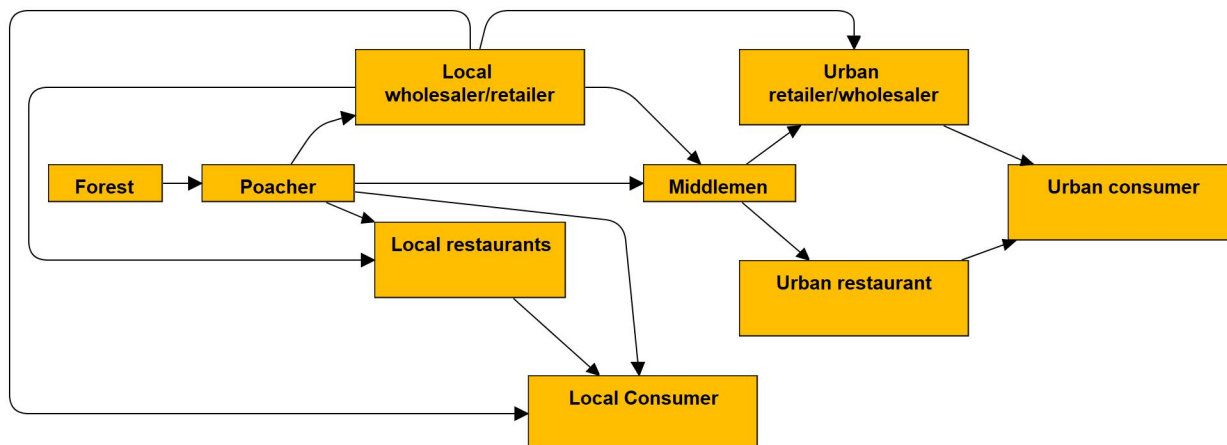 Local
wholesaler/retailer
Urban
retailer/wholesaler
Forest
Poacher
Middlemen
Urban consumer
Local restaurants
Urban restaurant
Local Consumer